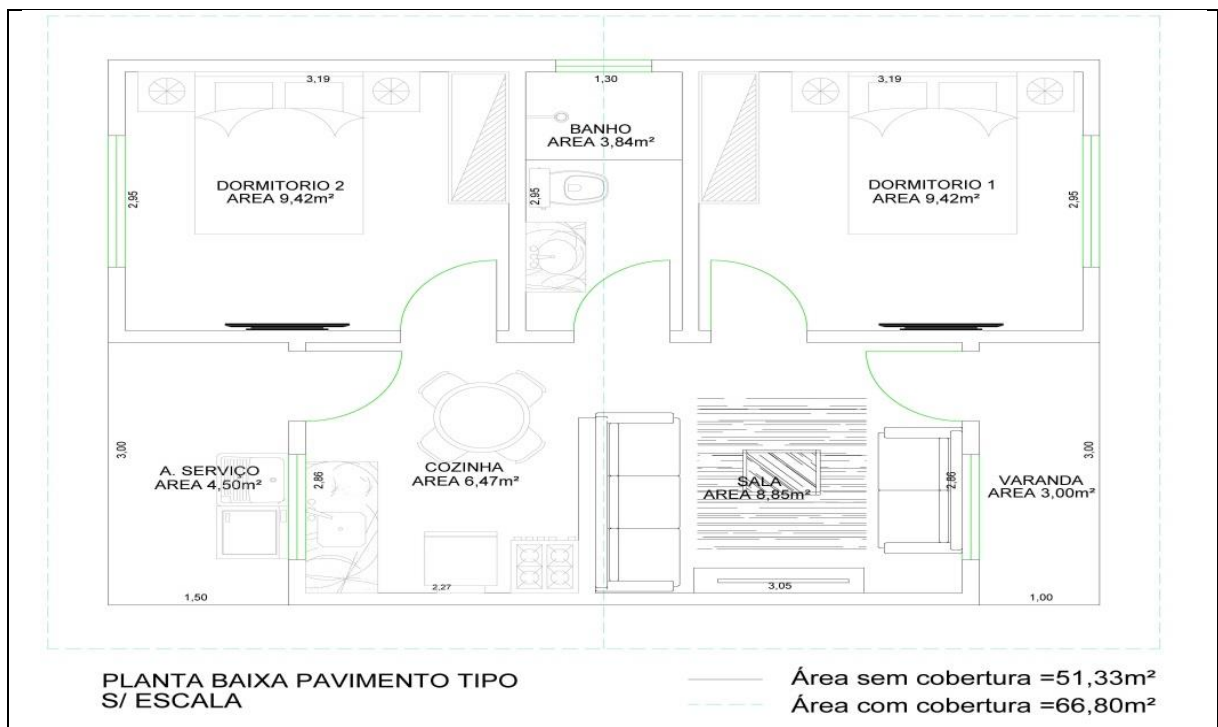 3,19
1,30
3,19
BANHO
AREA 3,84m²
DORMITORIO 2
AREA 9,42m²
DORMITORIO 1
AREA 9,42m²
2,95
2,95
2,95
3,00
A. SERVIÇO
AREA 4,50m²
2,86
COZINHA
AREA 6,47m²
SALA
AREA 8,85m²
2,86
3,00
VARANDA
AREA 3,00m²
1,50
2,27
3,05
1,00
PLANTA BAIXA PAVIMENTO TIPO
S/ ESCALA
Área sem cobertura =51,33m²
Área com cobertura =66,80m²